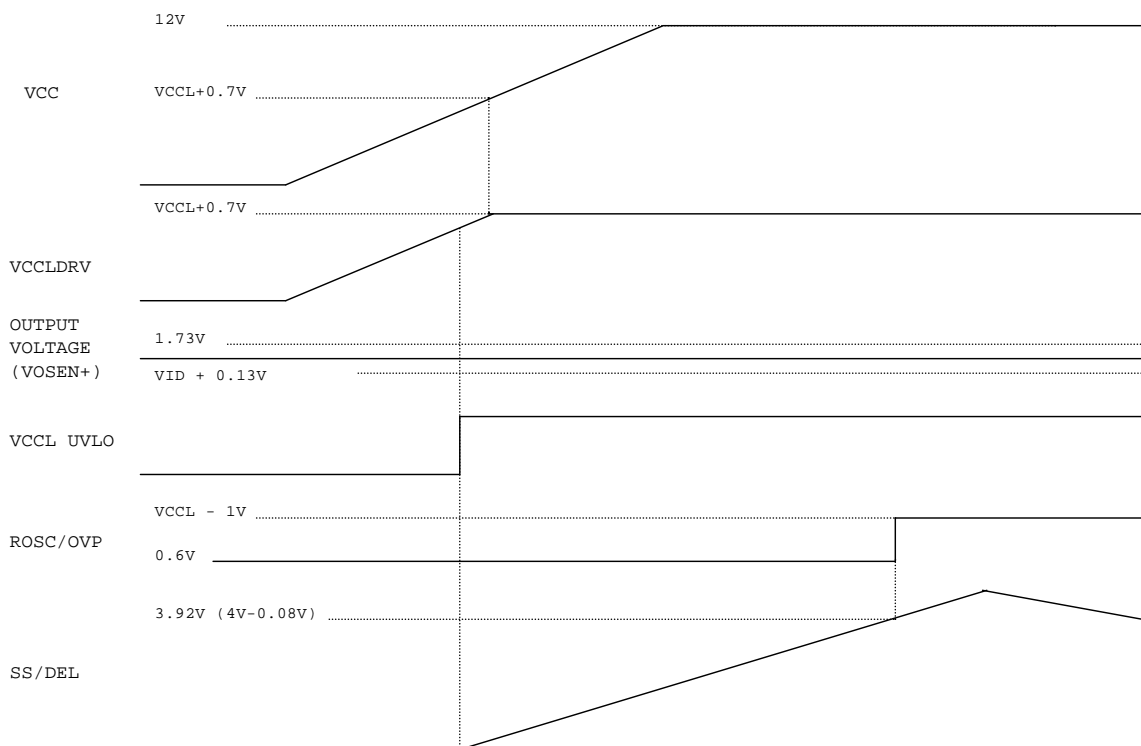 12V
VCC
VCCL+0.7V
VCCL+0.7V
VCCLDRV
OUTPUT
VOLTAGE
(VOSEN+)
1.73V
VID + 0.13V
VCCL UVLO
VCCL - 1V
ROSC/OVP
0.6V
3.92V (4V-0.08V)
SS/DEL